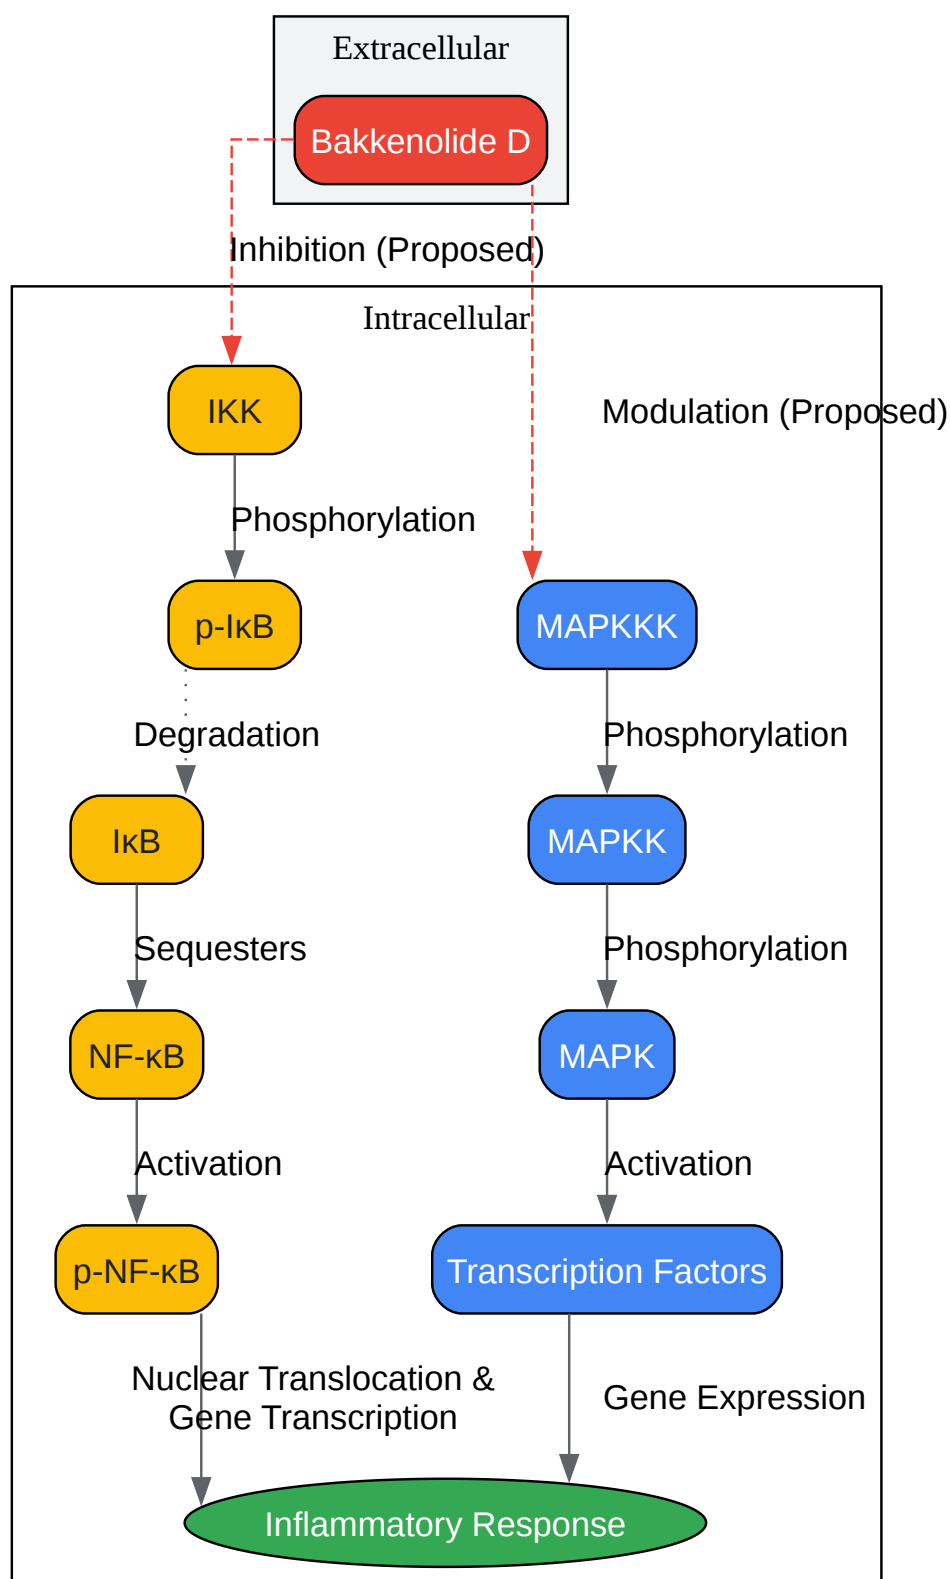 Extracellular
Bakkenolide D
Inhibition (Proposed)
Intracellular
IKK
Modulation (Proposed)
Phosphorylation
p-IκB
MAPKKK
Degradation
Phosphorylation
IκB
MAPKK
Sequesters
Phosphorylation
NF-κB
MAPK
Activation
Activation
p-NF-κB
Transcription Factors
Nuclear Translocation &
Gene Transcription
Gene Expression
Inflammatory Response